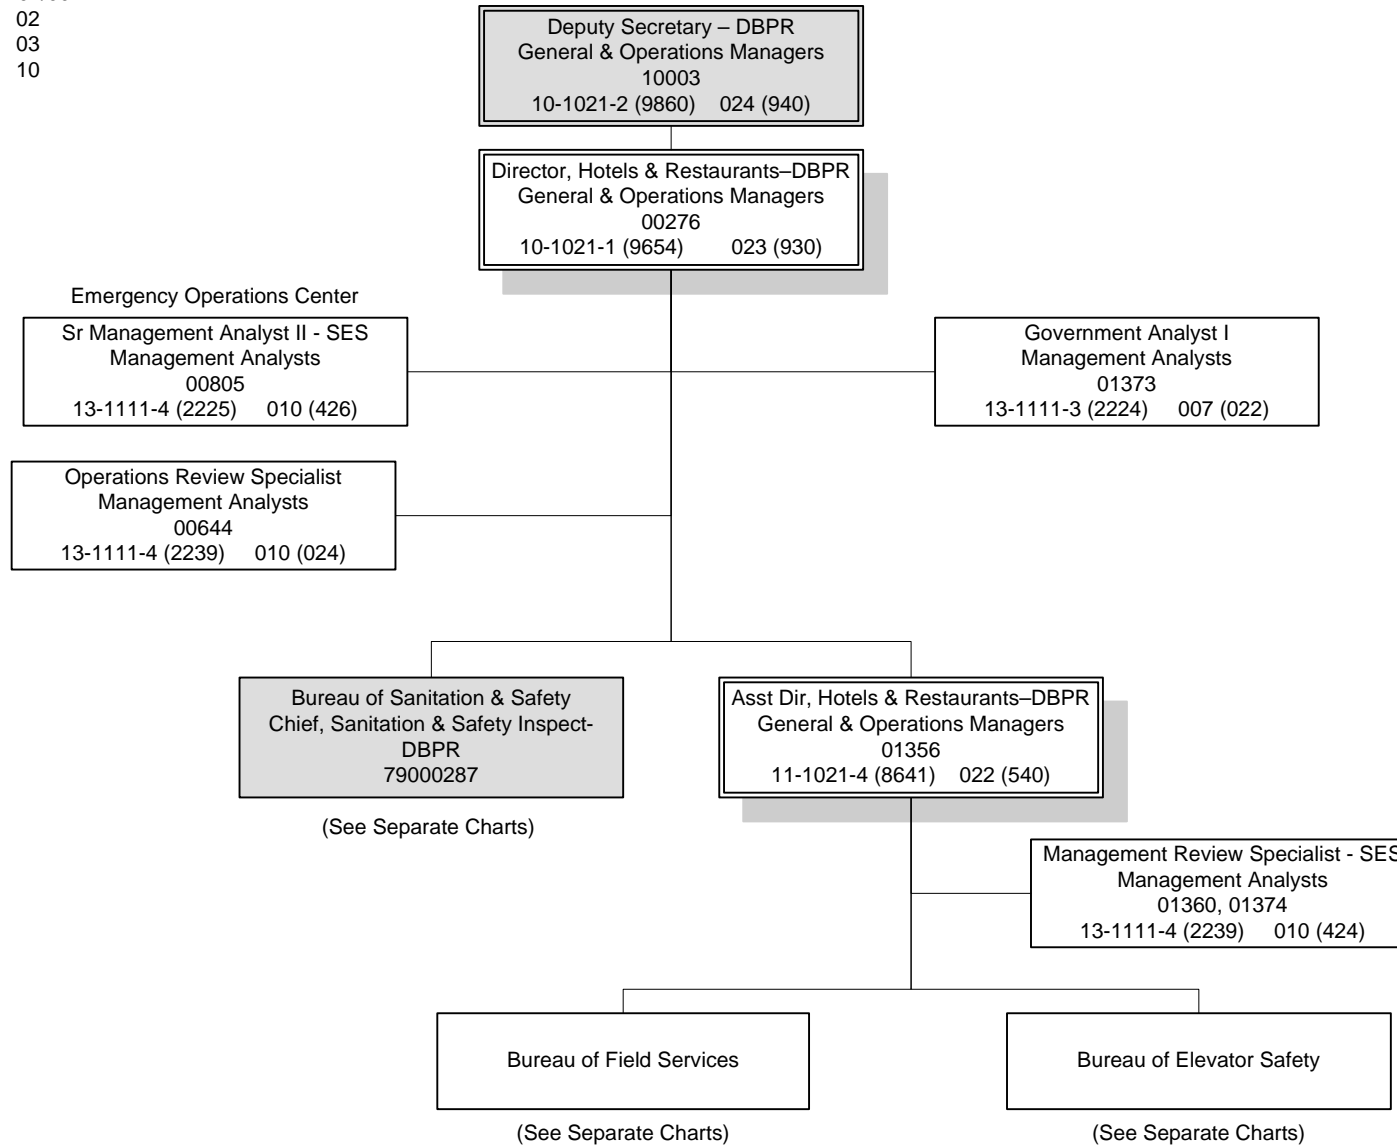 02
03
10
Deputy Secretary – DBPR
General & Operations Managers
10003
10-1021-2 (9860) 024 (940)
Director, Hotels & Restaurants–DBPR
General & Operations Managers
00276
10-1021-1 (9654) 023 (930)
Emergency Operations Center
Sr Management Analyst II - SES
Management Analysts
00805
13-1111-4 (2225) 010 (426)
Government Analyst I
Management Analysts
01373
13-1111-3 (2224) 007 (022)
Operations Review Specialist
Management Analysts
00644
13-1111-4 (2239) 010 (024)
Bureau of Sanitation & Safety
Chief, Sanitation & Safety Inspect-
DBPR
79000287
(See Separate Charts)
Asst Dir, Hotels & Restaurants–DBPR
General & Operations Managers
01356
11-1021-4 (8641) 022 (540)
Management Review Specialist - SES
Management Analysts
01360, 01374
13-1111-4 (2239) 010 (424)
Bureau of Field Services
(See Separate Charts)
Bureau of Elevator Safety
(See Separate Charts)